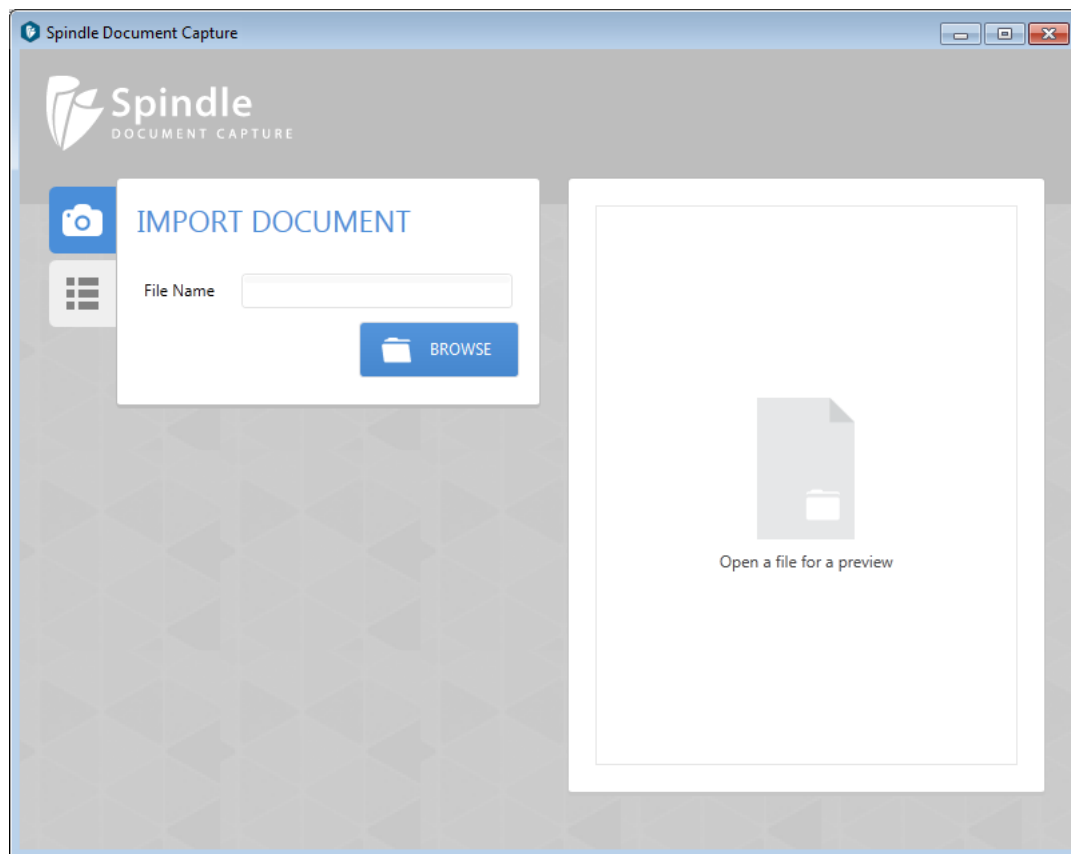 Spindle Document Capture
Spindle
DOCUMENT CAPTURE
IMPORT DOCUMENT
File Name
BROWSE
Open a file for a preview